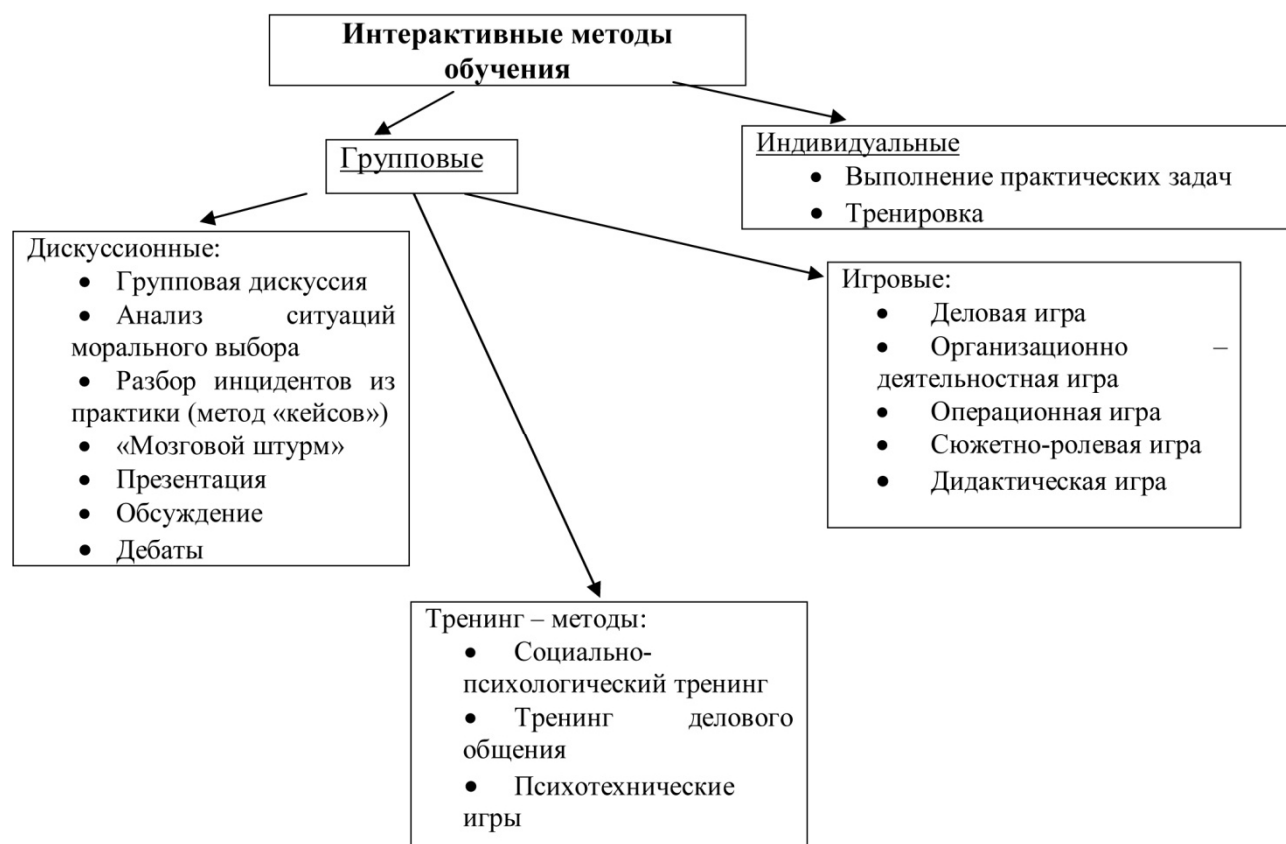 Интерактивные методы
обучения
Групповые
Индивидуальные
• Выполнение практических задач
• Тренировка
Дискуссионные:
• Групповая дискуссия
• Анализ ситуаций
морального выбора
• Разбор инцидентов из
практики (метод «кейсов»)
• «Мозговой штурм»
• Презентация
• Обсуждение
• Дебаты
Игровые:
• Деловая игра
• Организационно –
деятельностная игра
• Операционная игра
• Сюжетно-ролевая игра
• Дидактическая игра
Тренинг – методы:
• Социально-
психологический тренинг
• Тренинг делового
общения
• Психотехнические
игры